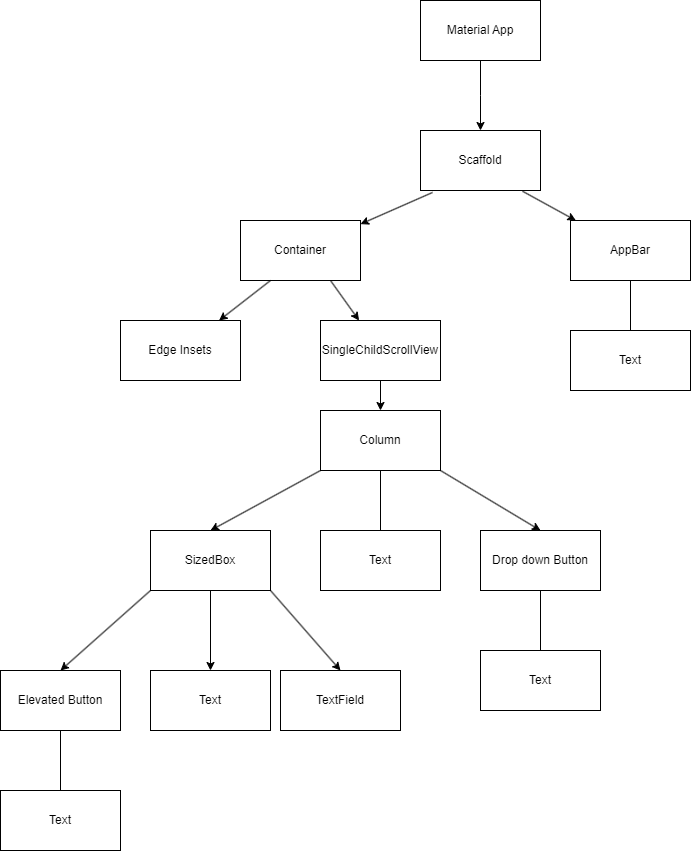 Material App
Scaffold
Container
AppBar
Edge Insets
SingleChildScrollView
Text
Column
SizedBox
Text
Drop down Button
Elevated Button
Text
TextField
Text
Text